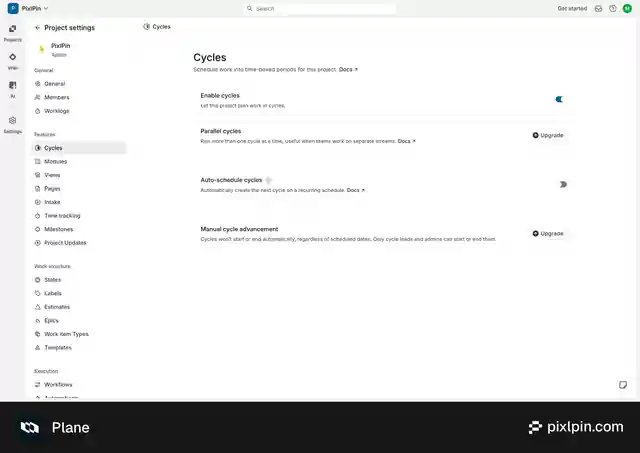 PixlPin
Search
Get started
M
Projects
Wiki
AI
Settings
Project settings
PixlPin
Admin
General
General
Members
Worklogs
Features
Cycles
Modules
Views
Pages
Intake
Time tracking
Milestones
Project Updates
Work structure
States
Labels
Estimates
Epics
Work item Types
Templates
Execution
Workflows
Automations
Cycles
Cycles
Schedule work into time-boxed periods for this project. Docs ↗
Enable cycles
Let this project plan work in cycles.
Parallel cycles
Run more than one cycle at a time, useful when teams work on separate streams. Docs ↗
Upgrade
Auto-schedule cycles
Automatically create the next cycle on a recurring schedule. Docs ↗
Manual cycle advancement
Cycles won't start or end automatically, regardless of scheduled dates. Only cycle leads and admins can start or end them.
Upgrade
Plane
pixlpin.com